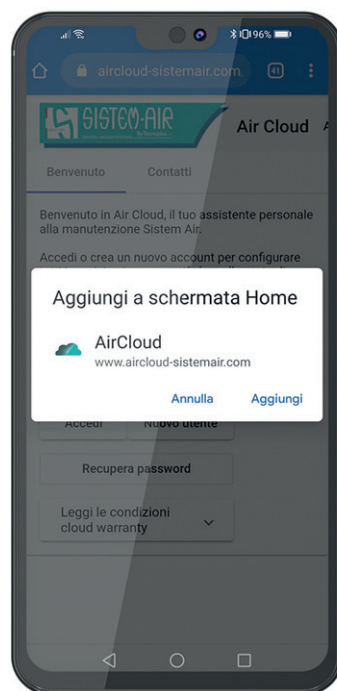 96%
aircloud-sistemair.com
41
SISTEM-AIR
Air Cloud
Benvenuto Contatti
Benvenuto in Air Cloud, il tuo assistente personale
alla manutenzione Sistem Air.
Accedi o crea un nuovo account per configurare
Aggiungi a schermata Home
AirCloud
www.aircloud-sistemair.com
Annulla Aggiungi
Accedi Nuovo utente
Recupera password
Leggi le condizioni
cloud warranty